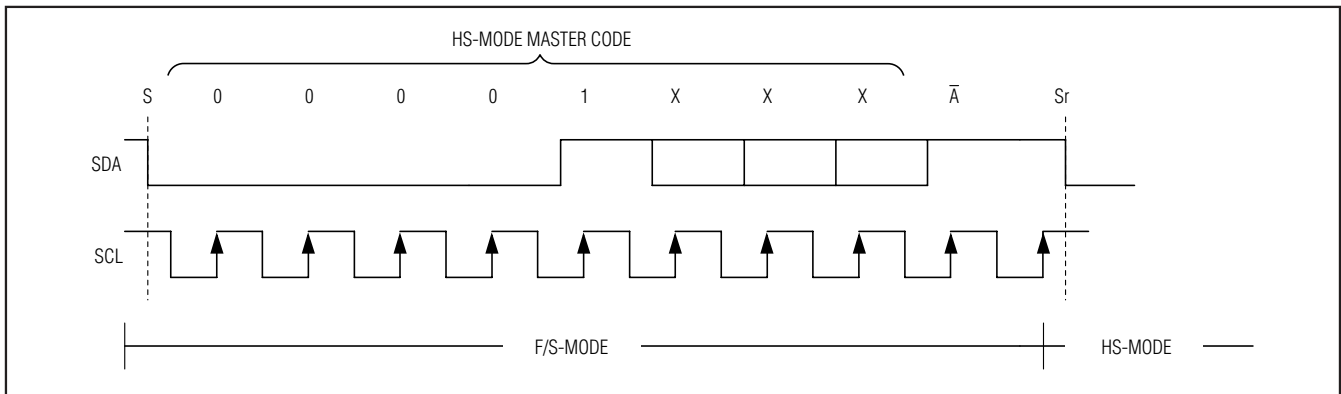 HS-MODE MASTER CODE
S 0 0 0 0 1 X X X A̅ Sr
SDA
SCL
F/S-MODE HS-MODE